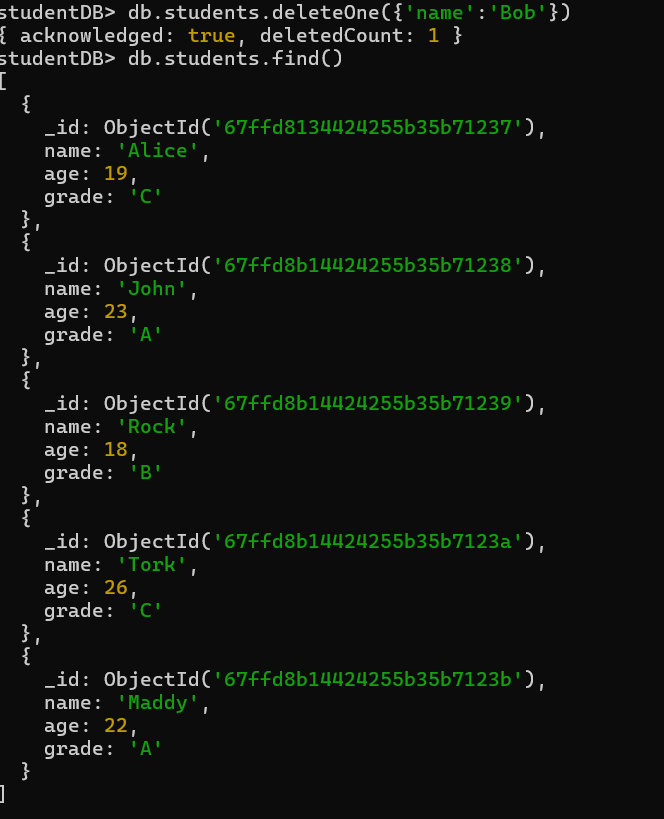 studentDB> db.students.deleteOne({'name':'Bob'})
{ acknowledged: true, deletedCount: 1 }
studentDB> db.students.find()
[
  {
    _id: ObjectId('67ffd8134424255b35b71237'),
    name: 'Alice',
    age: 19,
    grade: 'C'
  },
  {
    _id: ObjectId('67ffd8b14424255b35b71238'),
    name: 'John',
    age: 23,
    grade: 'A'
  },
  {
    _id: ObjectId('67ffd8b14424255b35b71239'),
    name: 'Rock',
    age: 18,
    grade: 'B'
  },
  {
    _id: ObjectId('67ffd8b14424255b35b7123a'),
    name: 'Tork',
    age: 26,
    grade: 'C'
  },
  {
    _id: ObjectId('67ffd8b14424255b35b7123b'),
    name: 'Maddy',
    age: 22,
    grade: 'A'
  }
]